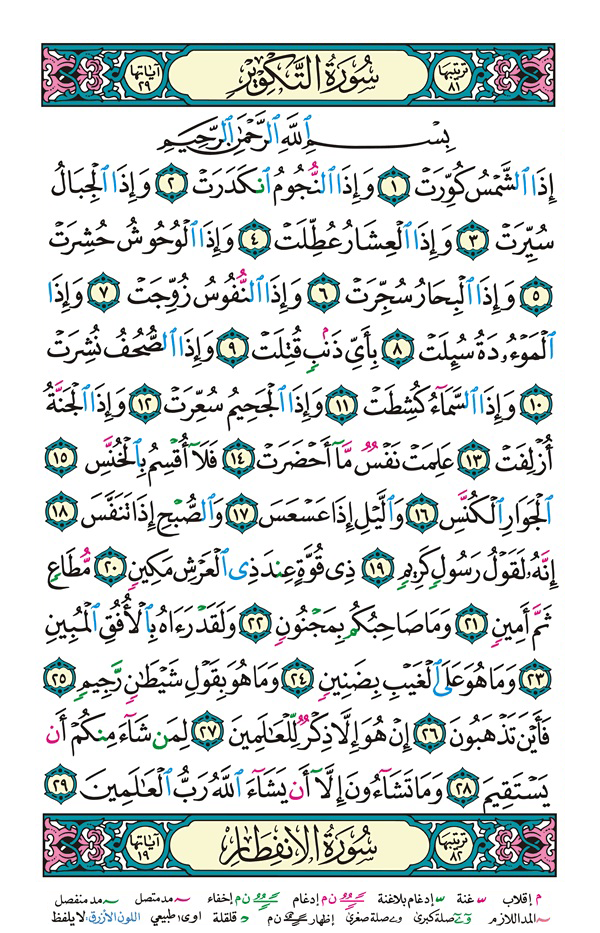 ترتيبها ٨١ سُورَةُ التَّكْوِيرِ آياتها ٢٩
بِسْمِ ٱللَّهِ ٱلرَّحْمَٰنِ ٱلرَّحِيمِ
إِذَا ٱلشَّمْسُ كُوِّرَتْ ١ وَإِذَا ٱلنُّجُومُ ٱنكَدَرَتْ ٢ وَإِذَا ٱلْجِبَالُ
سُيِّرَتْ ٣ وَإِذَا ٱلْعِشَارُ عُطِّلَتْ ٤ وَإِذَا ٱلْوُحُوشُ حُشِرَتْ
٥ وَإِذَا ٱلْبِحَارُ سُجِّرَتْ ٦ وَإِذَا ٱلنُّفُوسُ زُوِّجَتْ ٧ وَإِذَا
ٱلْمَوْءُۥدَةُ سُئِلَتْ ٨ بِأَيِّ ذَنۢبٍ قُتِلَتْ ٩ وَإِذَا ٱلصُّحُفُ نُشِرَتْ
١٠ وَإِذَا ٱلسَّمَآءُ كُشِطَتْ ١١ وَإِذَا ٱلْجَحِيمُ سُعِّرَتْ ١٢ وَإِذَا ٱلْجَنَّةُ
أُزْلِفَتْ ١٣ عَلِمَتْ نَفْسٌ مَّآ أَحْضَرَتْ ١٤ فَلَآ أُقْسِمُ بِٱلْخُنَّسِ ١٥
ٱلْجَوَارِ ٱلْكُنَّسِ ١٦ وَٱلَّيْلِ إِذَا عَسْعَسَ ١٧ وَٱلصُّبْحِ إِذَا تَنَفَّسَ ١٨
إِنَّهُۥ لَقَوْلُ رَسُولٍ كَرِيمٍ ١٩ ذِى قُوَّةٍ عِندَ ذِى ٱلْعَرْشِ مَكِينٍ ٢٠ مُّطَاعٍ
ثَمَّ أَمِينٍ ٢١ وَمَا صَاحِبُكُم بِمَجْنُونٍ ٢٢ وَلَقَدْ رَءَاهُ بِٱلْأُفُقِ ٱلْمُبِينِ
٢٣ وَمَا هُوَ عَلَى ٱلْغَيْبِ بِضَنِينٍ ٢٤ وَمَا هُوَ بِقَوْلِ شَيْطَٰنٍ رَّجِيمٍ ٢٥
فَأَيْنَ تَذْهَبُونَ ٢٦ إِنْ هُوَ إِلَّا ذِكْرٌ لِّلْعَٰلَمِينَ ٢٧ لِمَن شَآءَ مِنكُمْ أَن
يَسْتَقِيمَ ٢٨ وَمَا تَشَآءُونَ إِلَّآ أَن يَشَآءَ ٱللَّهُ رَبُّ ٱلْعَٰلَمِينَ ٢٩
ترتيبها ٨٢ سُورَةُ الانفِطَارِ آياتها ١٩
م إقلاب غنة إدغام بلاغنة ن م إدغام ن م إخفاء مد متصل مد منفصل
المد اللازم صلة كبرى و ے صلة صغرى إظهار ن م قلقلة اوى: طبيعي اللون الأزرق: لا يلفظ